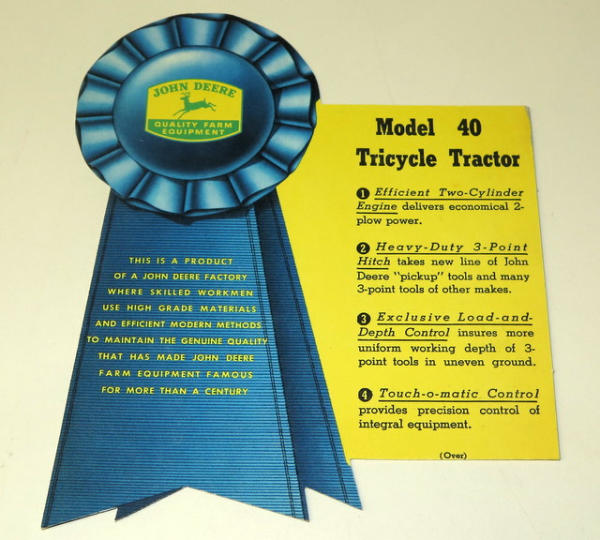 JOHN DEERE
QUALITY FARM
EQUIPMENT
THIS IS A PRODUCT
OF A JOHN DEERE FACTORY
WHERE SKILLED WORKMEN
USE HIGH GRADE MATERIALS
AND EFFICIENT MODERN METHODS
TO MAINTAIN THE GENUINE QUALITY
THAT HAS MADE JOHN DEERE
FARM EQUIPMENT FAMOUS
FOR MORE THAN A CENTURY
Model 40
Tricycle Tractor
1 Efficient Two-Cylinder
Engine delivers economical 2-
plow power.
2 Heavy-Duty 3-Point
Hitch takes new line of John
Deere "pickup" tools and many
3-point tools of other makes.
3 Exclusive Load-and-
Depth Control insures more
uniform working depth of 3-
point tools in uneven ground.
4 Touch-o-matic Control
provides precision control of
integral equipment.
(Over)